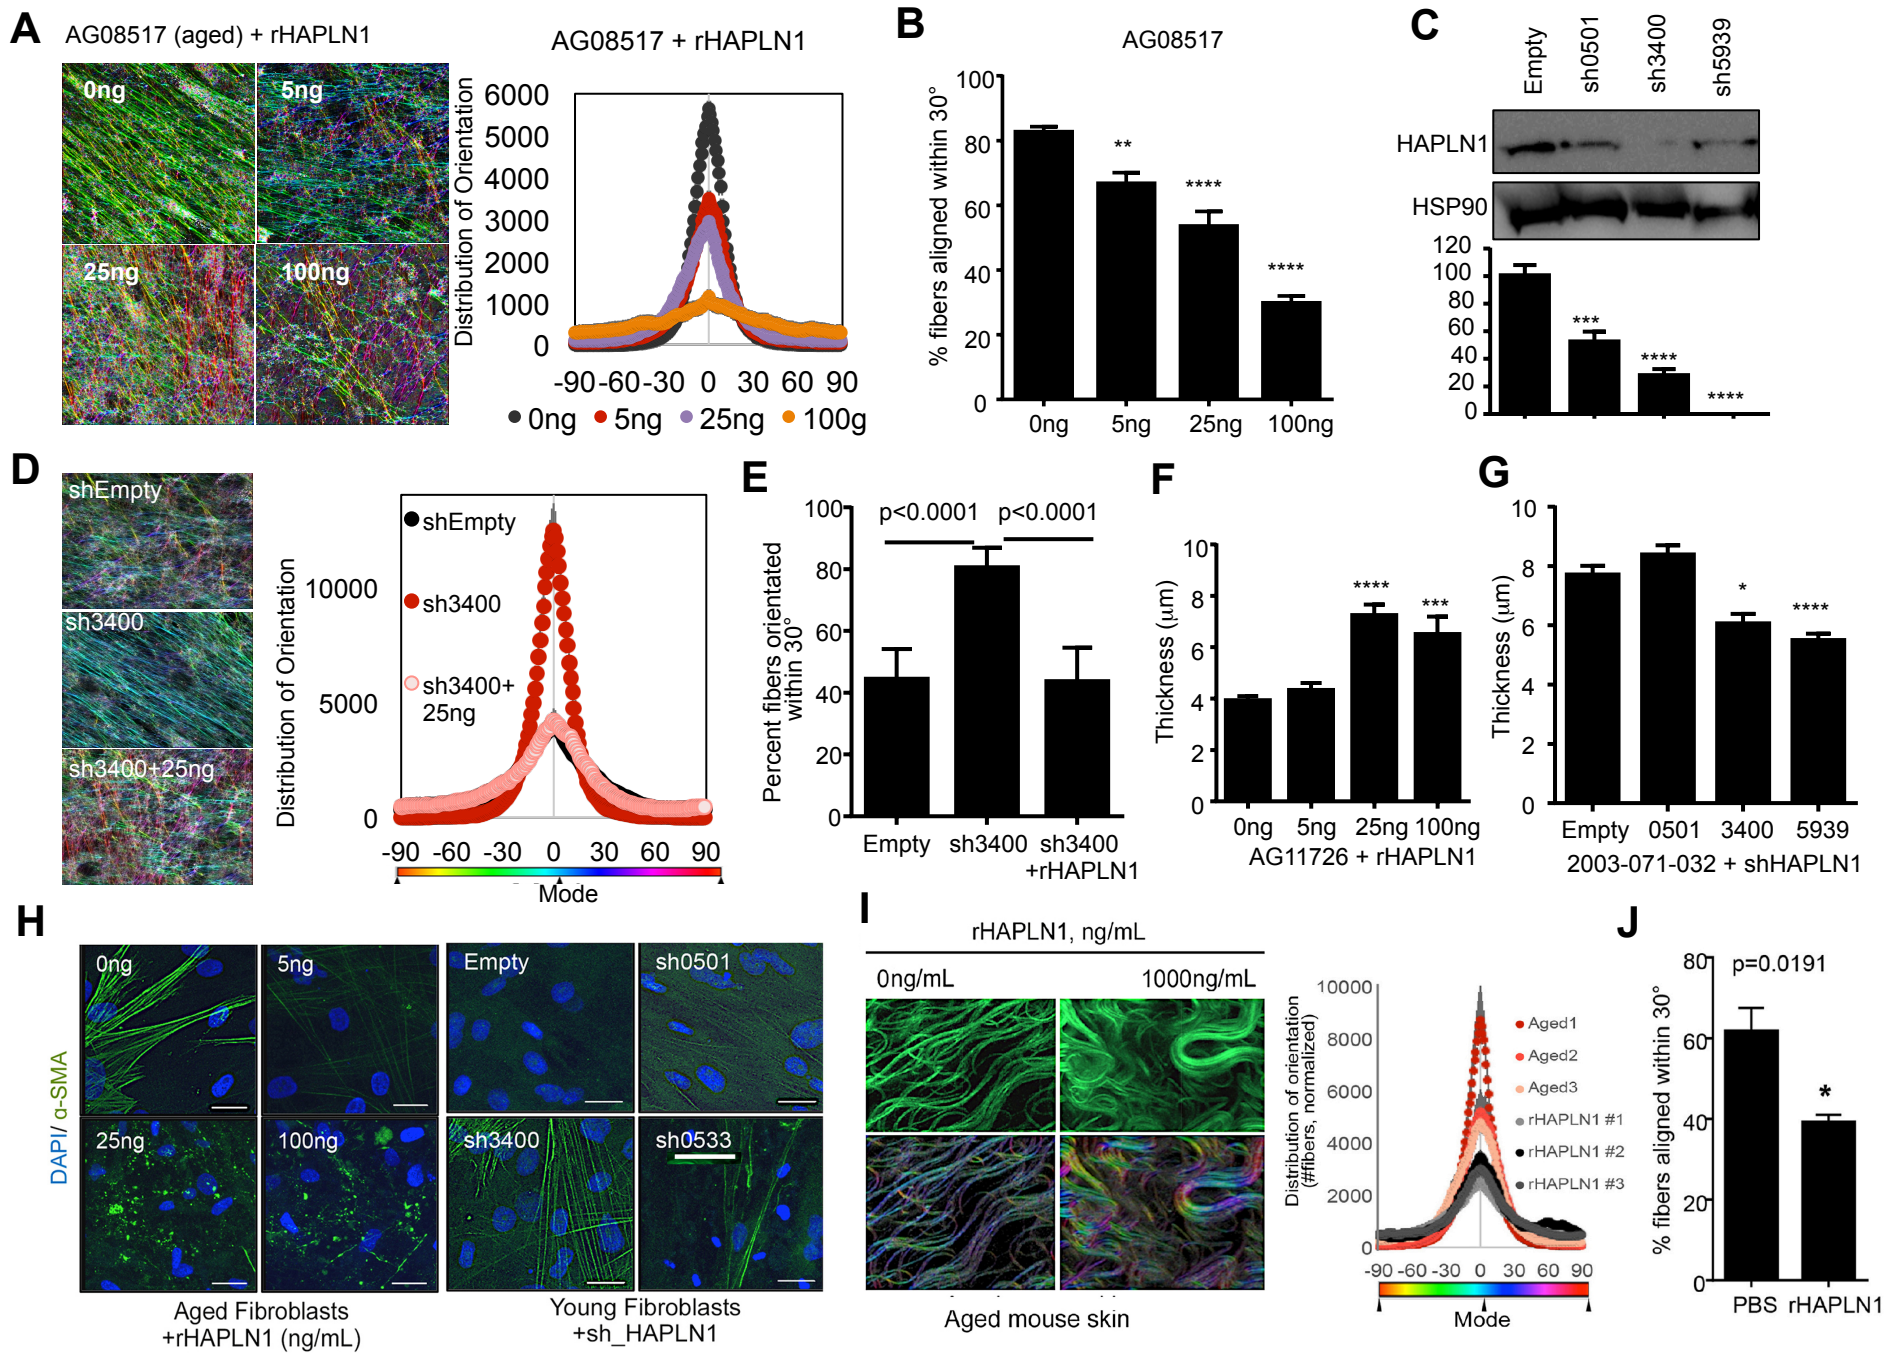 A
AG08517 (aged) + rHAPLN1
0ng
5ng
25ng
100ng
AG08517 + rHAPLN1
Distribution of Orientation
6000
5000
4000
3000
2000
1000
0
-90 -60 -30 0 30 60 90
0ng 5ng 25ng 100g
B
AG08517
% fibers aligned within 30°
100
80
60
40
20
0
**
****
****
0ng 5ng 25ng 100ng
C
Empty
sh0501
sh3400
sh5939
HAPLN1
HSP90
120
100
80
60
40
20
0
***
****
****
D
shEmpty
sh3400
sh3400+25ng
Distribution of Orientation
10000
5000
0
shEmpty
sh3400
sh3400+
25ng
-90 -60 -30 0 30 60 90
Mode
E
Percent fibers orientated
within 30°
100
80
60
40
20
0
p<0.0001 p<0.0001
Empty sh3400 sh3400
+rHAPLN1
F
Thickness (μm)
10
8
6
4
2
0
****
***
0ng 5ng 25ng 100ng
AG11726 + rHAPLN1
G
Thickness (μm)
10
8
6
4
2
0
*
****
Empty 0501 3400 5939
2003-071-032 + shHAPLN1
H
DAPI/ α-SMA
0ng
5ng
25ng
100ng
Aged Fibroblasts
+rHAPLN1 (ng/mL)
Empty
sh0501
sh3400
sh0533
Young Fibroblasts
+sh_HAPLN1
I
rHAPLN1, ng/mL
0ng/mL 1000ng/mL
Aged mouse skin
Distribution of orientation
(#fibers, normalized)
10000
8000
6000
4000
2000
0
Aged1
Aged2
Aged3
rHAPLN1 #1
rHAPLN1 #2
rHAPLN1 #3
-90 -60 -30 0 30 60 90
Mode
J
% fibers aligned within 30°
80
60
40
20
0
p=0.0191
*
PBS rHAPLN1